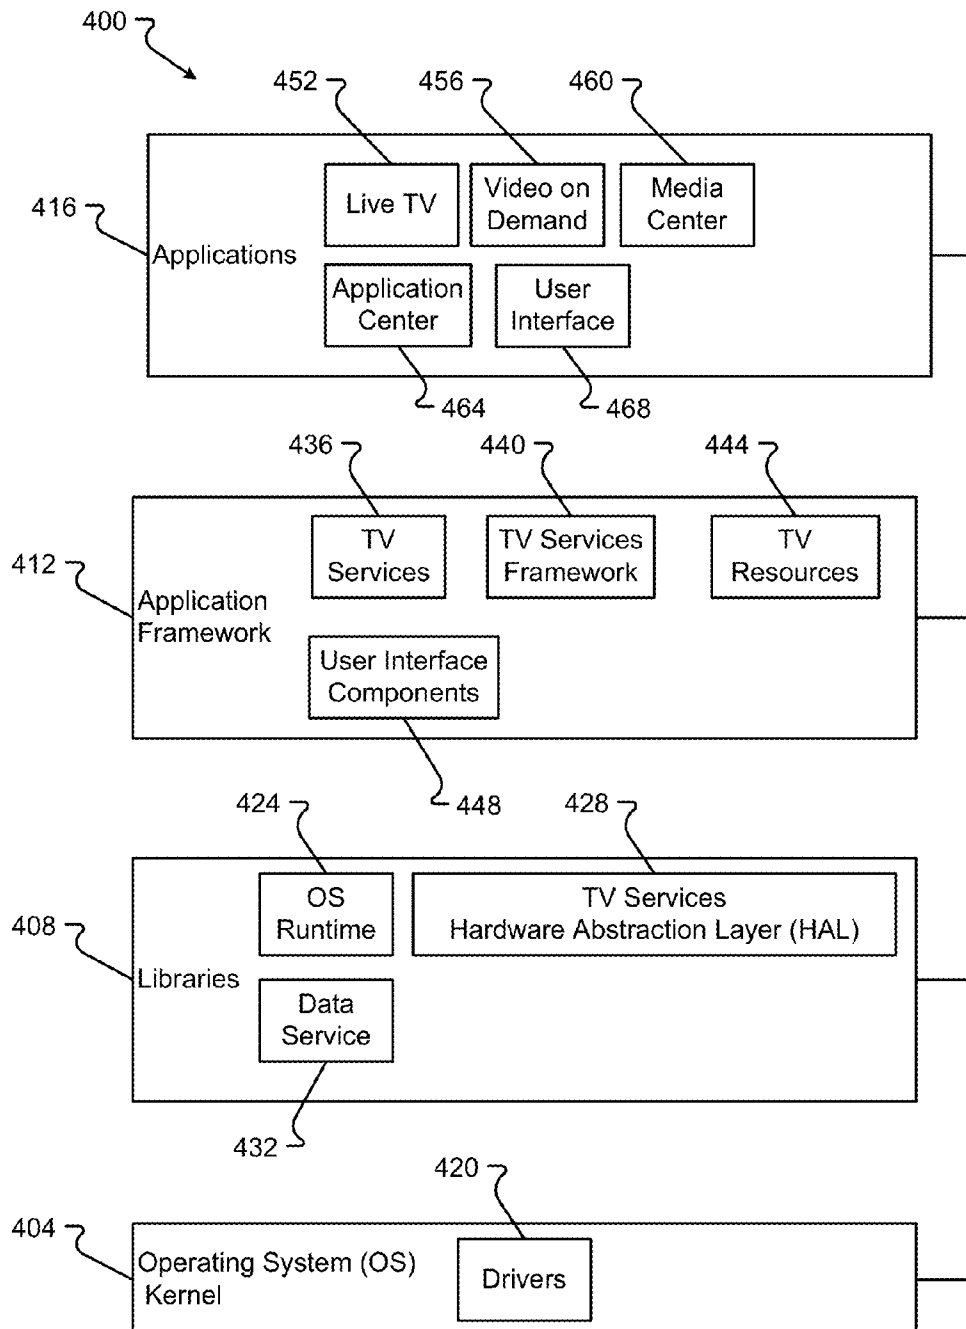 400
452
456
460
Live TV
Video on
Demand
Media
Center
416
Applications
Application
Center
User
Interface
464
468
436
440
444
TV
Services
TV Services
Framework
TV
Resources
412
Application
Framework
User Interface
Components
448
424
428
OS
Runtime
TV Services
Hardware Abstraction Layer (HAL)
408
Libraries
Data
Service
432
420
404
Operating System (OS)
Kernel
Drivers